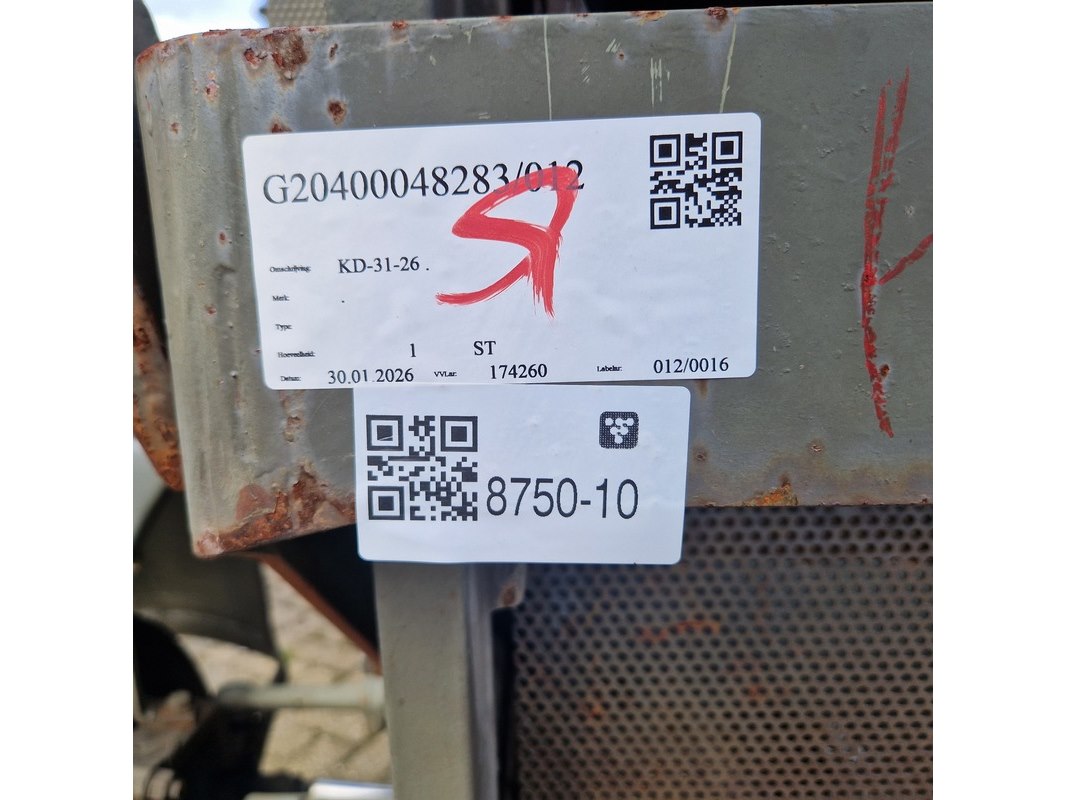 G20400048283/012
Omschrijving: KD-31-26 .
Merk: .
Type:
Hoeveelheid: 1 ST
Datum: 30.01.2026 VVI.nr. 174260 Labelnr. 012/0016
8750-10